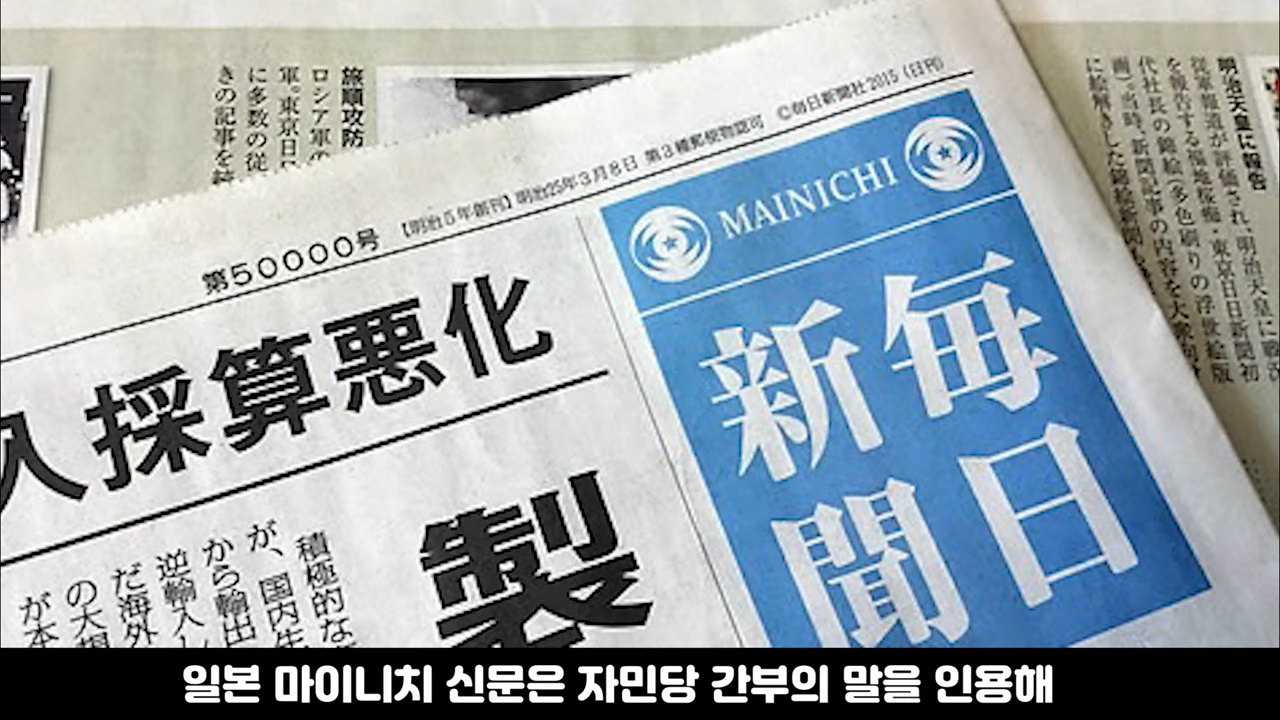 第50000号 【明治5年創刊】明治25年3月8日 第3種郵便物認可 ©毎日新聞社2015（日刊）
MAINICHI
毎日
新聞
入採算悪化
製
積極的な
が、国内生
から輸出
逆輸入し
だ海外
の大規
が本
明治天皇に報告
従軍報道が評価され、明治天皇に戦況
を報告する福地桜痴・東京日日新聞初
代社長の錦絵（多色刷りの浮世絵版
画）。当時、新聞記事の内容を大衆向け
に絵解きした錦絵新聞も
旅順攻防
ロシア軍の
軍。東京日日
に多数の従
きの記事を続
일본 마이니치 신문은 자민당 간부의 말을 인용해